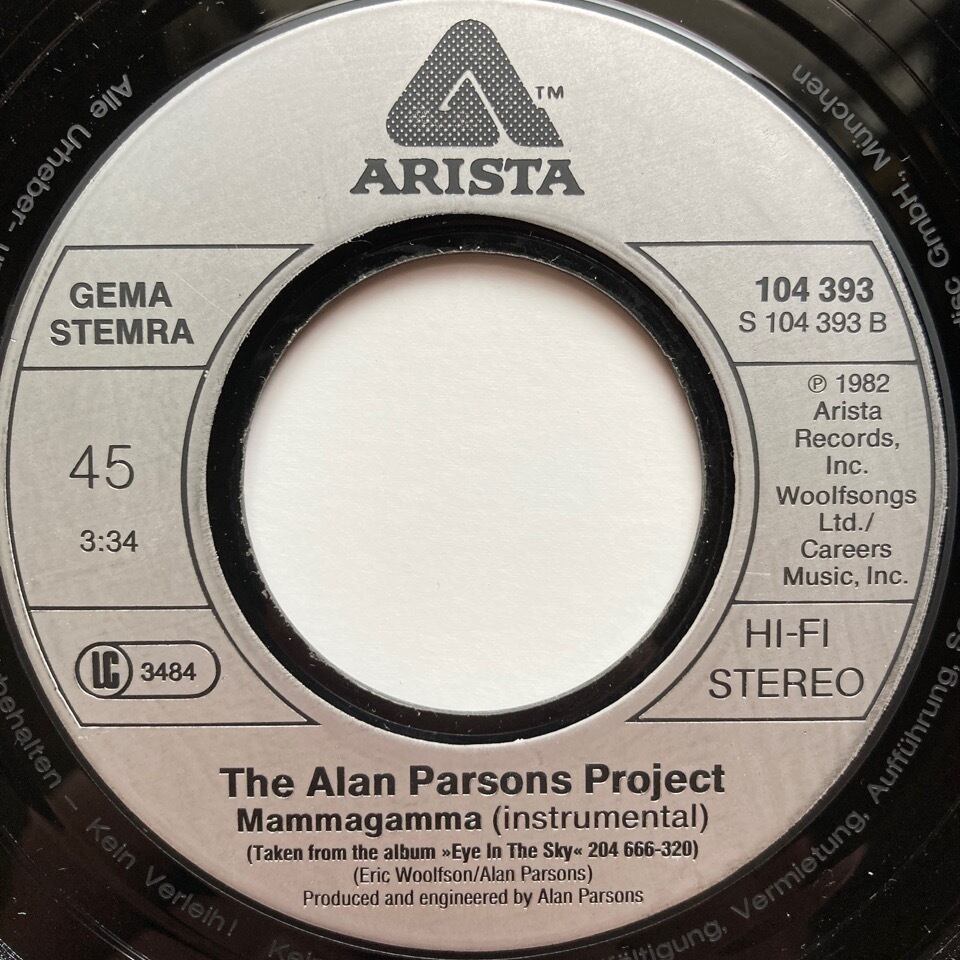 ARISTA
TM
GEMA
STEMRA
45
3:34
LC 3484
104 393
S 104 393 B
℗ 1982
Arista
Records,
Inc.
Woolfsongs
Ltd./
Careers
Music, Inc.
HI-FI
STEREO
The Alan Parsons Project
Mammagamma (instrumental)
(Taken from the album »Eye In The Sky« 204 666-320)
(Eric Woolfson/Alan Parsons)
Produced and engineered by Alan Parsons
Alle Urheber-
GmbH, München
Kein Verleih!
Vermietung, Aufführung,